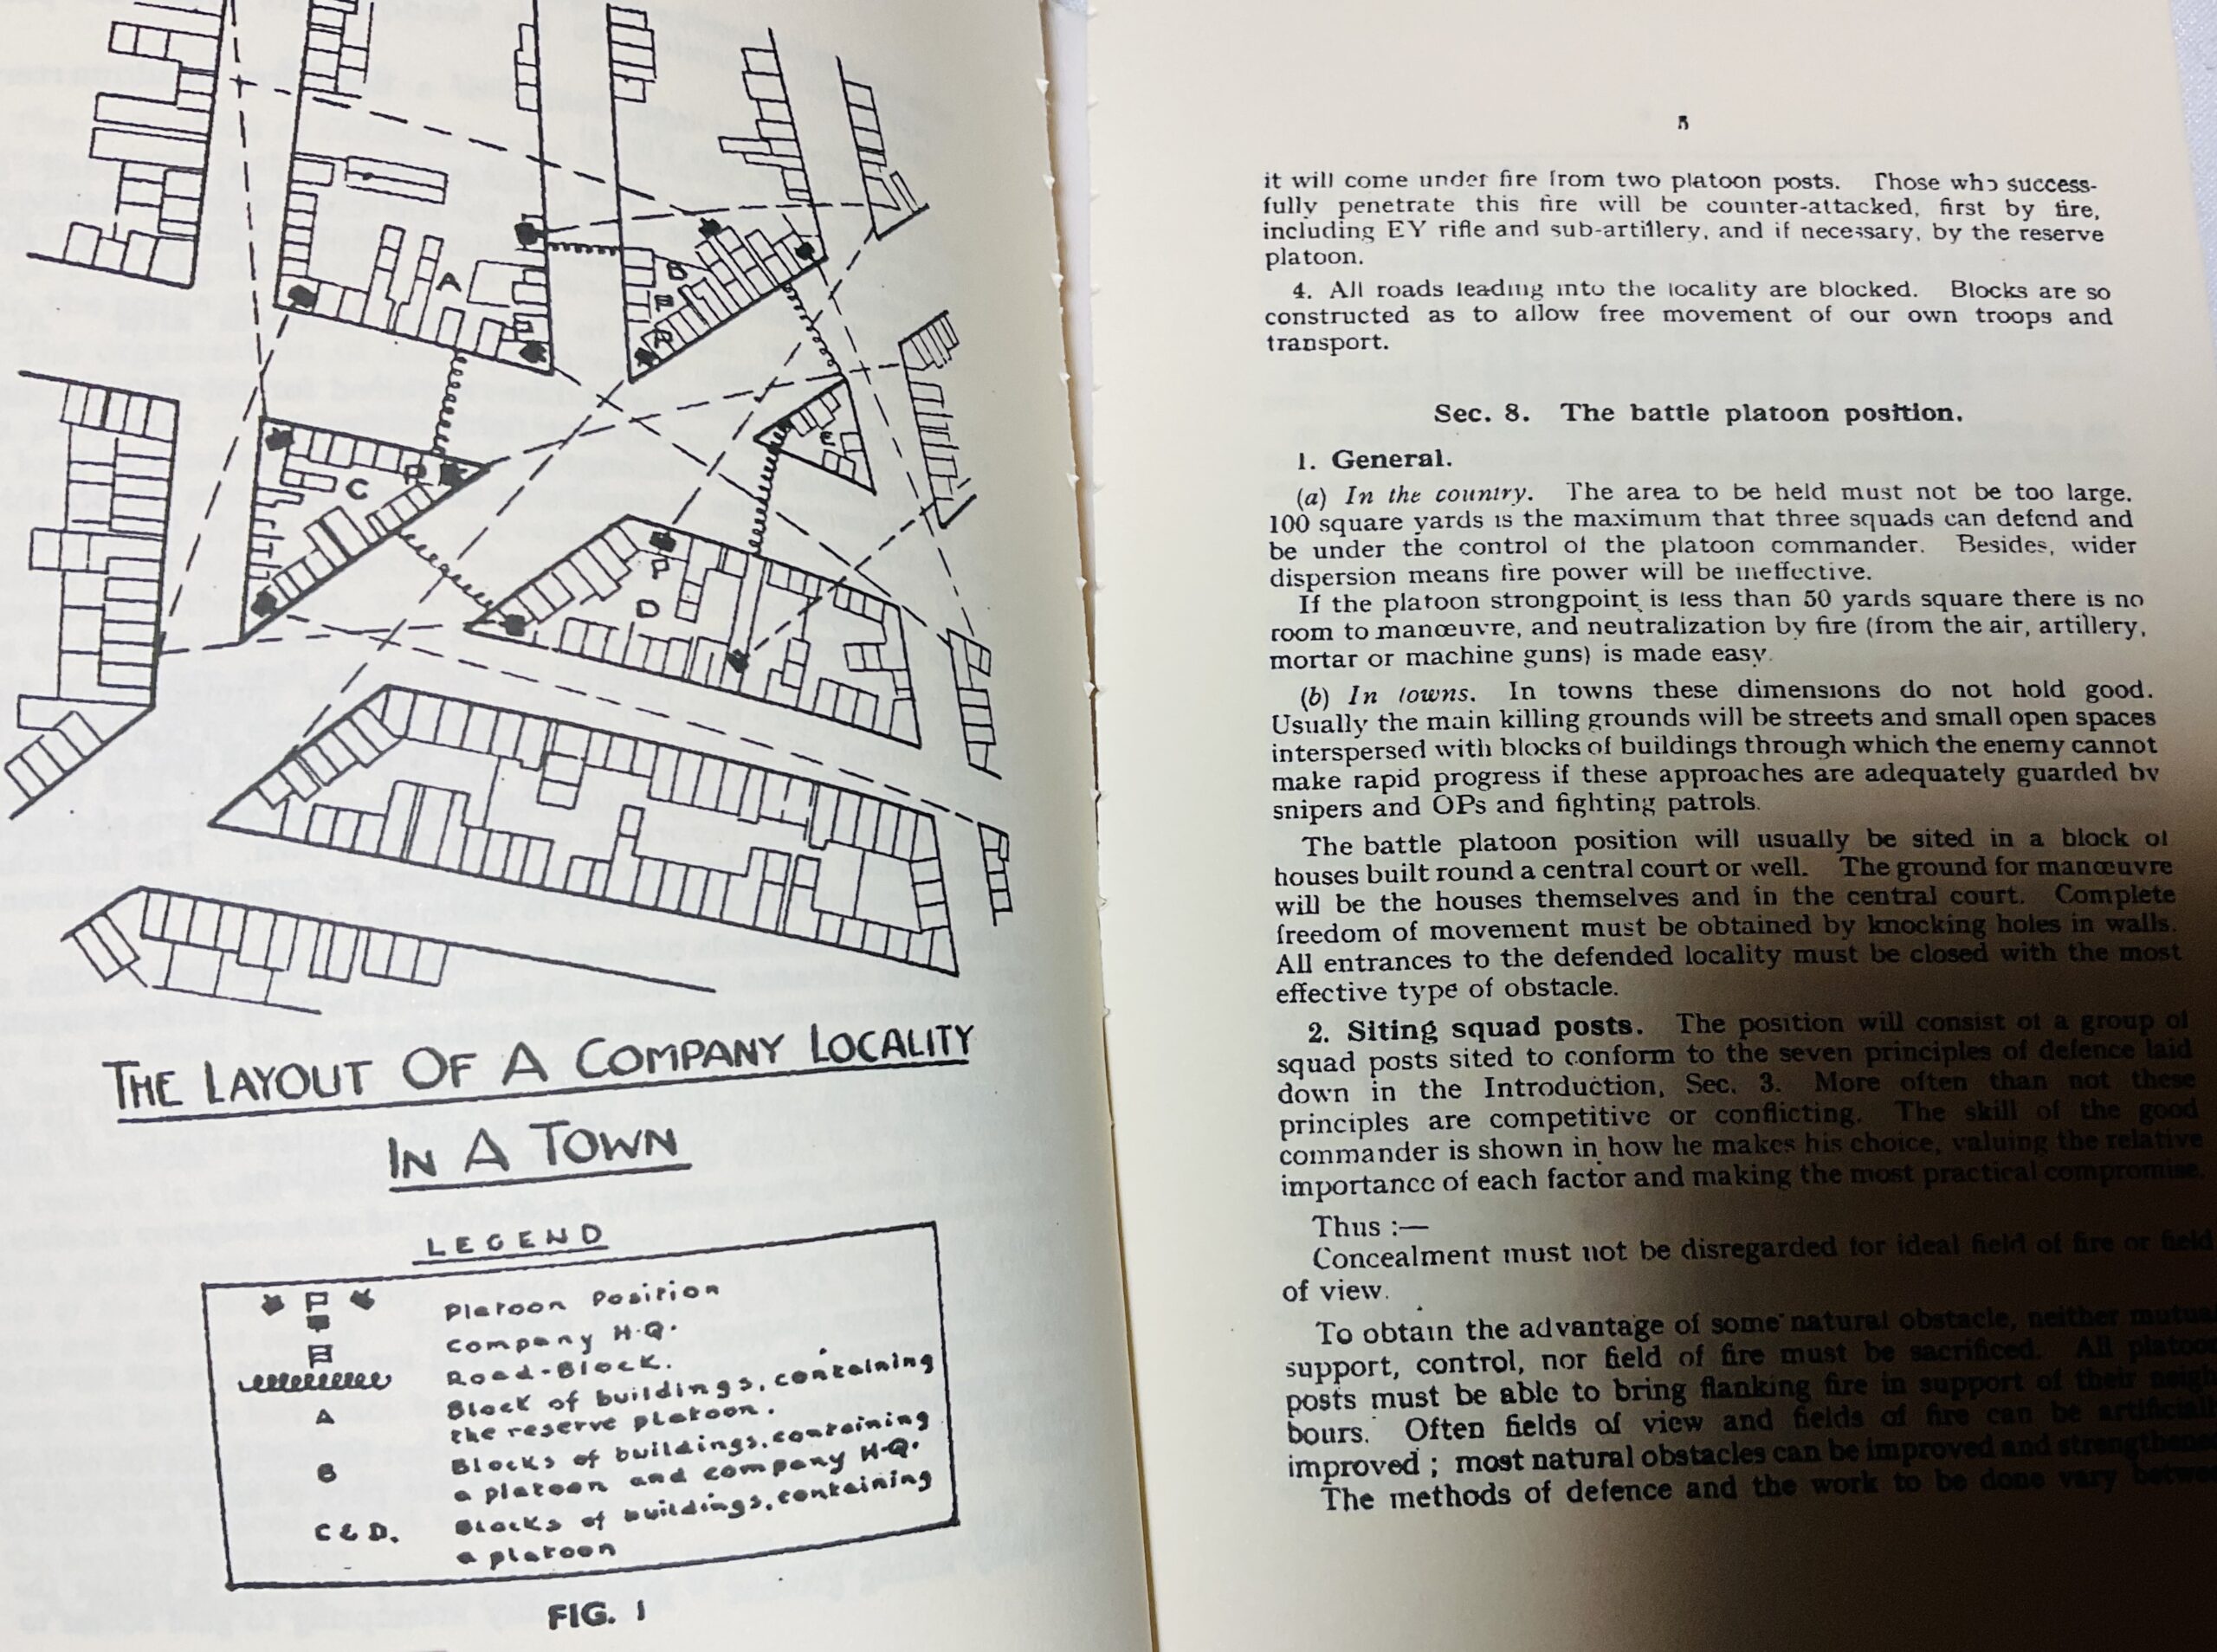 A
B
C
P
D
P
E
THE LAYOUT OF A COMPANY LOCALITY
IN A TOWN
LEGEND
Platoon Position
Company H.Q.
Road-Block.
A Block of buildings, containing
the reserve platoon.
B Blocks of buildings, containing
a platoon and company H.Q.
C & D. Blocks of buildings, containing
a platoon
FIG. 1
5
it will come under fire from two platoon posts. Those who success-
fully penetrate this fire will be counter-attacked, first by fire,
including EY rifle and sub-artillery, and if necessary, by the reserve
platoon.
4. All roads leading into the locality are blocked. Blocks are so
constructed as to allow free movement of our own troops and
transport.
Sec. 8. The battle platoon position.
1. General.
(a) In the country. The area to be held must not be too large.
100 square yards is the maximum that three squads can defend and
be under the control of the platoon commander. Besides, wider
dispersion means fire power will be ineffective.
If the platoon strongpoint is less than 50 yards square there is no
room to manœuvre, and neutralization by fire (from the air, artillery,
mortar or machine guns) is made easy.
(b) In towns. In towns these dimensions do not hold good.
Usually the main killing grounds will be streets and small open spaces
interspersed with blocks of buildings through which the enemy cannot
make rapid progress if these approaches are adequately guarded by
snipers and OPs and fighting patrols.
The battle platoon position will usually be sited in a block of
houses built round a central court or well. The ground for manœuvre
will be the houses themselves and in the central court. Complete
freedom of movement must be obtained by knocking holes in walls.
All entrances to the defended locality must be closed with the most
effective type of obstacle.
2. Siting squad posts. The position will consist of a group of
squad posts sited to conform to the seven principles of defence laid
down in the Introduction, Sec. 3. More often than not these
principles are competitive or conflicting. The skill of the good
commander is shown in how he makes his choice, valuing the relative
importance of each factor and making the most practical compromise.
Thus :—
Concealment must not be disregarded for ideal field of fire or field
of view.
To obtain the advantage of some natural obstacle, neither mutua
support, control, nor field of fire must be sacrificed. All platoo
posts must be able to bring flanking fire in support of their neigh
bours. Often fields of view and fields of fire can be artificial
improved ; most natural obstacles can be improved and strengthene
The methods of defence and the work to be done vary betwe